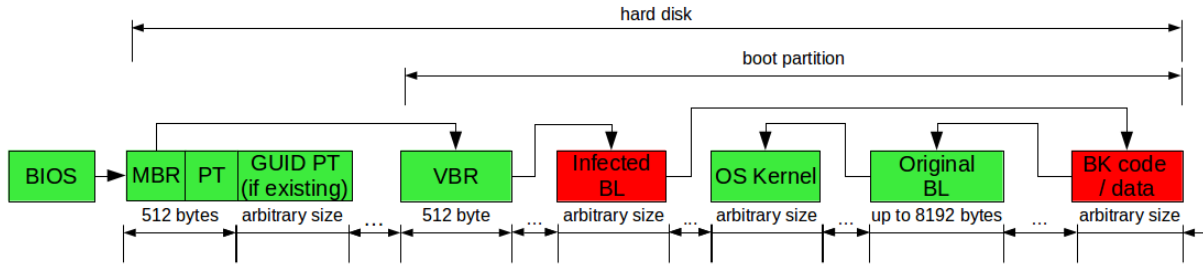 hard disk
boot partition
BIOS
MBR
PT
GUID PT
(if existing)
VBR
Infected
BL
OS Kernel
Original
BL
BK code
/ data
512 bytes
arbitrary size
...
512 byte
...
arbitrary size
...
arbitrary size
...
up to 8192 bytes
...
arbitrary size